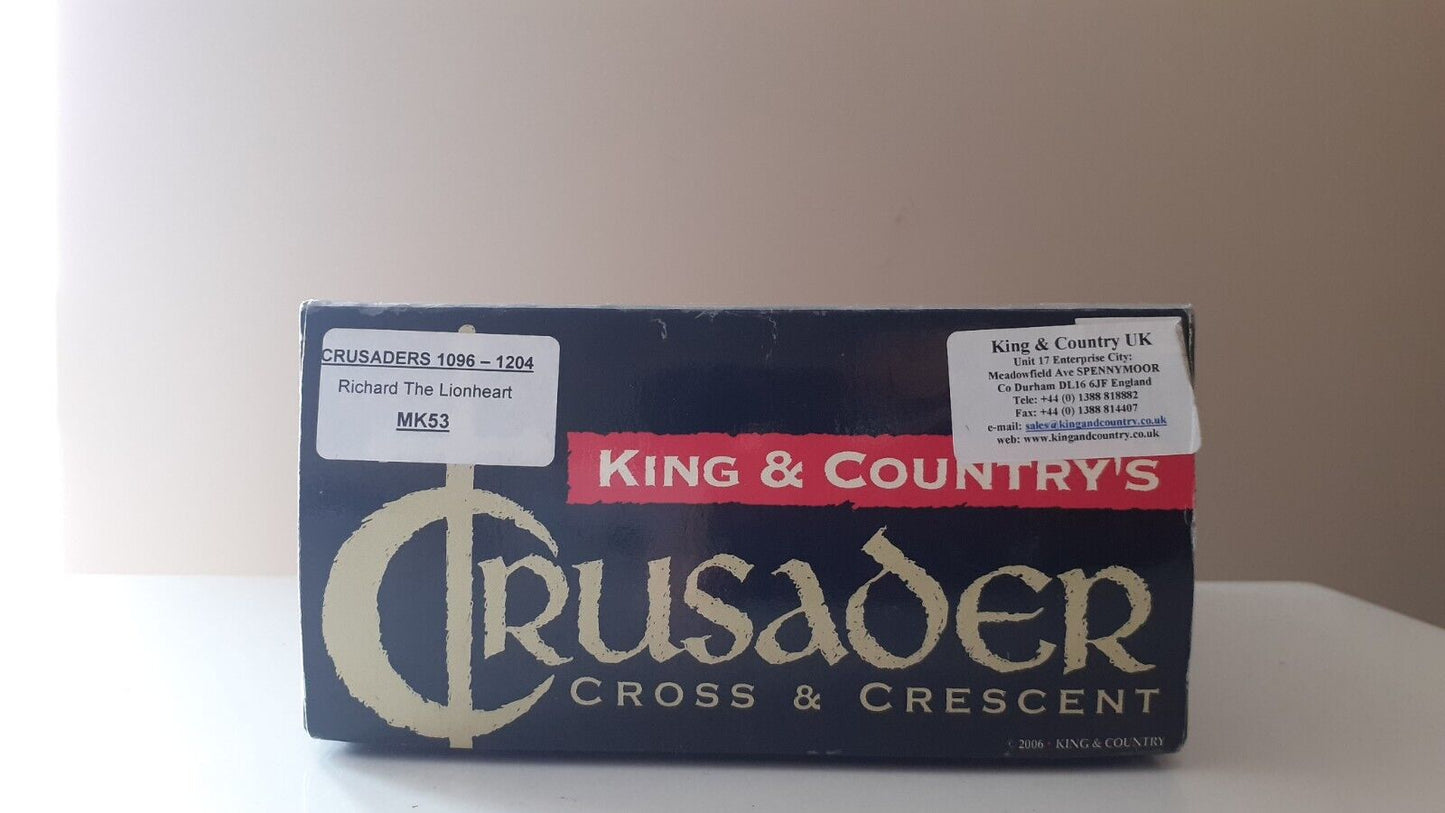 CRUSADERS 1096 – 1204
Richard The Lionheart
MK53
King & Country UK
Unit 17 Enterprise City;
Meadowfield Ave SPENNYMOOR
Co Durham DL16 6JF England
Tele: +44 (0) 1388 818882
Fax: +44 (0) 1388 814407
e-mail: sales@kingandcountry.co.uk
web: www.kingandcountry.co.uk
KING & COUNTRY'S
CRUSADER
CROSS & CRESCENT
© 2006 · KING & COUNTRY